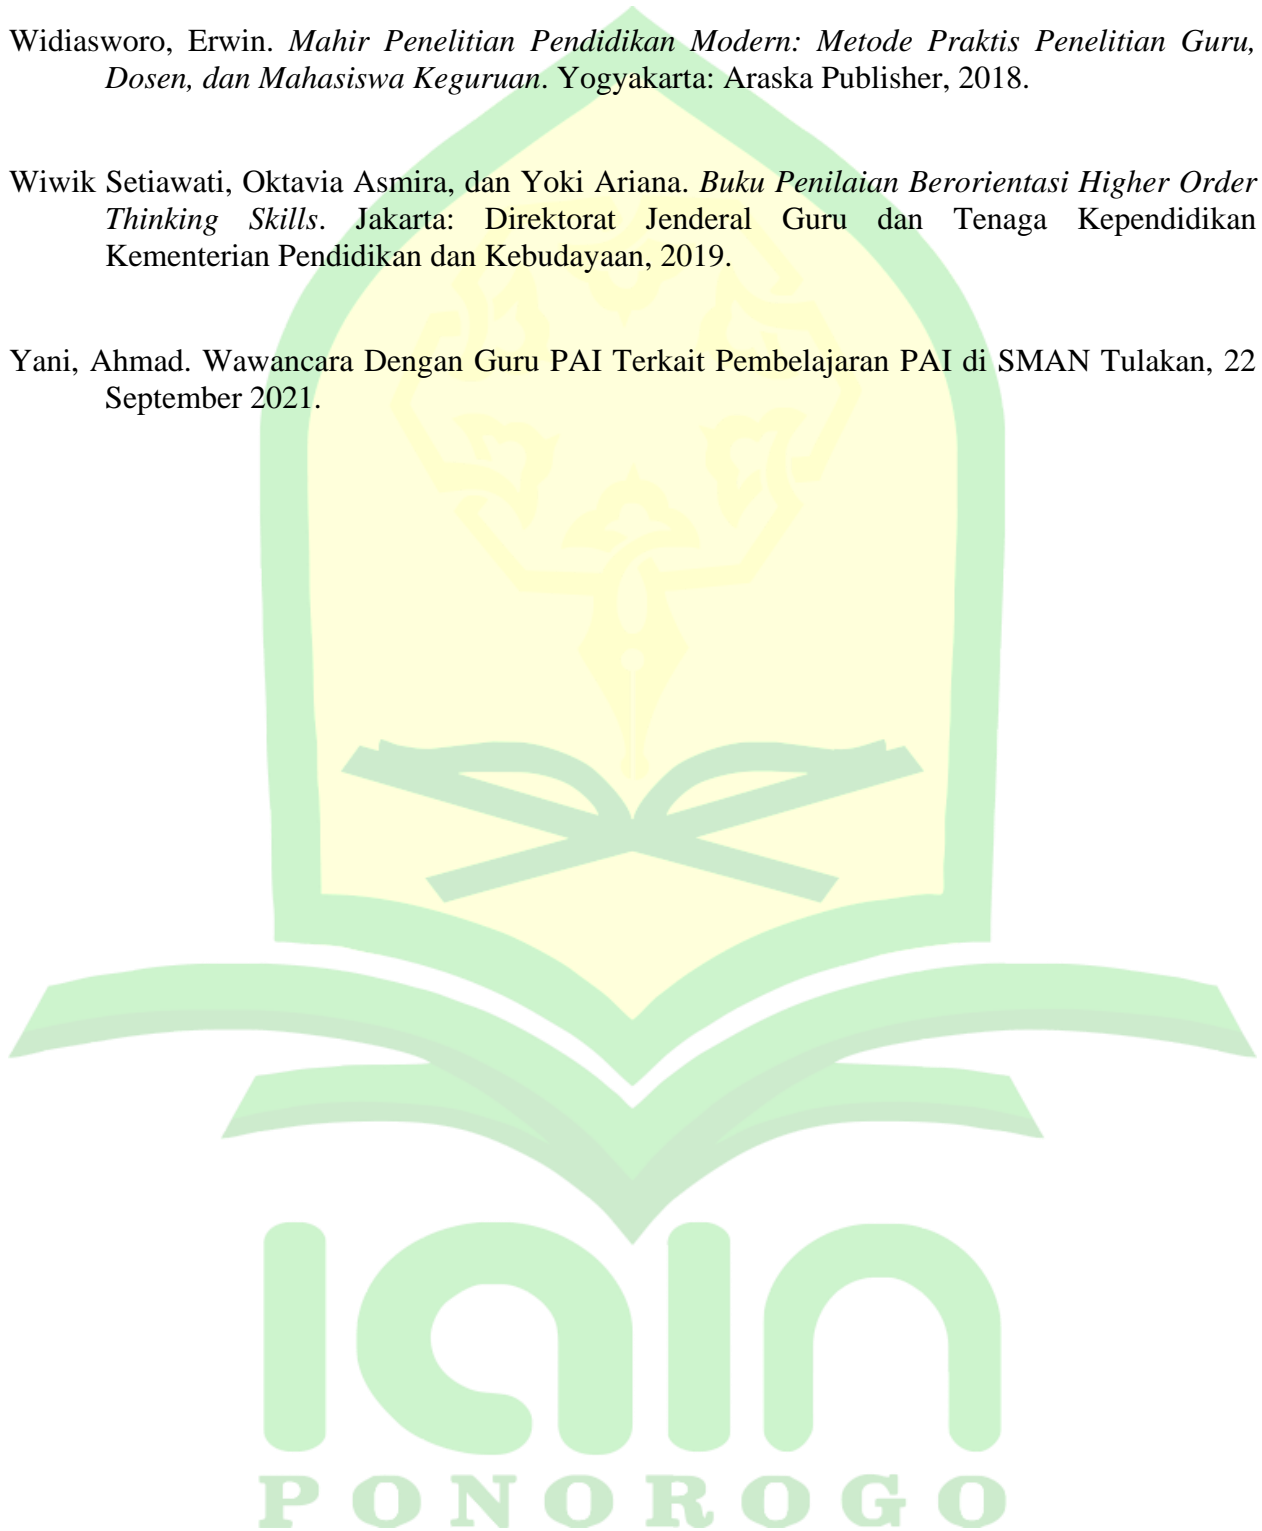 Widiasworo, Erwin. Mahir Penelitian Pendidikan Modern: Metode Praktis Penelitian Guru,
Dosen, dan Mahasiswa Keguruan. Yogyakarta: Araska Publisher, 2018.
Wiwik Setiawati, Oktavia Asmira, dan Yoki Ariana. Buku Penilaian Berorientasi Higher Order
Thinking Skills. Jakarta: Direktorat Jenderal Guru dan Tenaga Kependidikan
Kementerian Pendidikan dan Kebudayaan, 2019.
Yani, Ahmad. Wawancara Dengan Guru PAI Terkait Pembelajaran PAI di SMAN Tulakan, 22
September 2021.
iain
PONOROGO